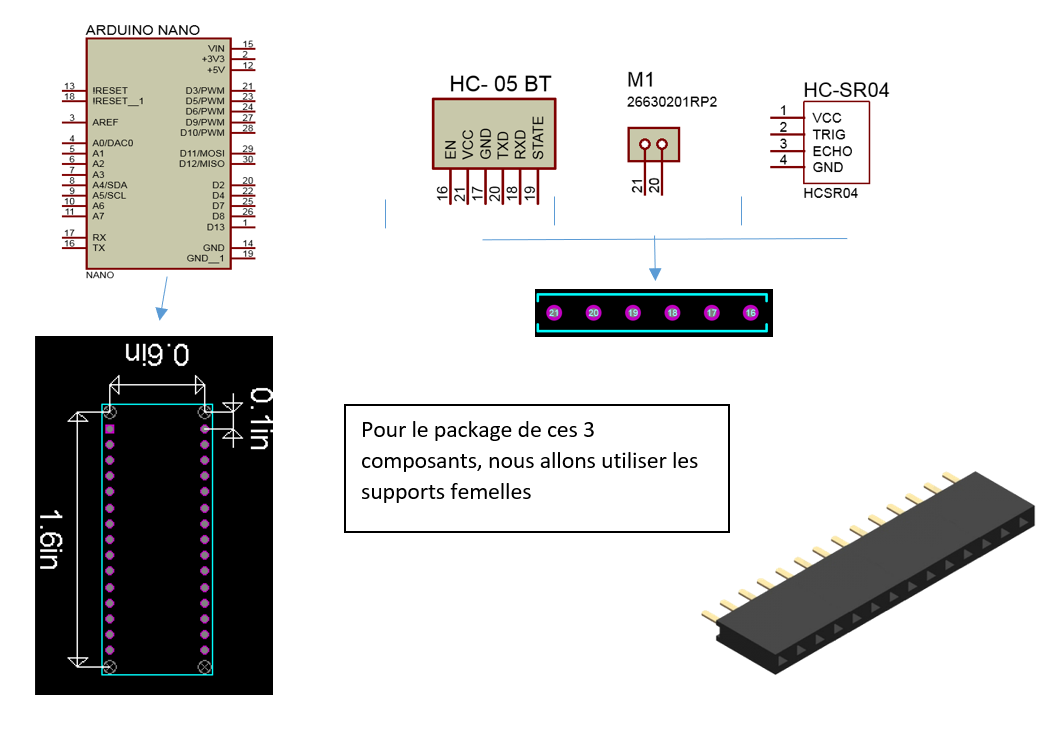 ARDUINO NANO
VIN 15
+3V3 2
+5V 12
13 IRESET D3/PWM 21
18 IRESET__1 D5/PWM 23
D6/PWM 24
3 AREF D9/PWM 27
D10/PWM 28
4 A0/DAC0
5 A1 D11/MOSI 29
6 A2 D12/MISO 30
7 A3
8 A4/SDA D2 20
9 A5/SCL D4 22
10 A6 D7 25
11 A7 D8 26
D13 1
17 RX
16 TX GND 14
GND__1 19
NANO
HC- 05 BT
EN VCC GND TXD RXD STATE
16 21 17 20 18 19
M1
26630201RP2
21 20
HC-SR04
1 VCC
2 TRIG
3 ECHO
4 GND
HCSR04
21 20 19 18 17 16
0.6in
0.1in
1.6in
Pour le package de ces 3
composants, nous allons utiliser les
supports femelles